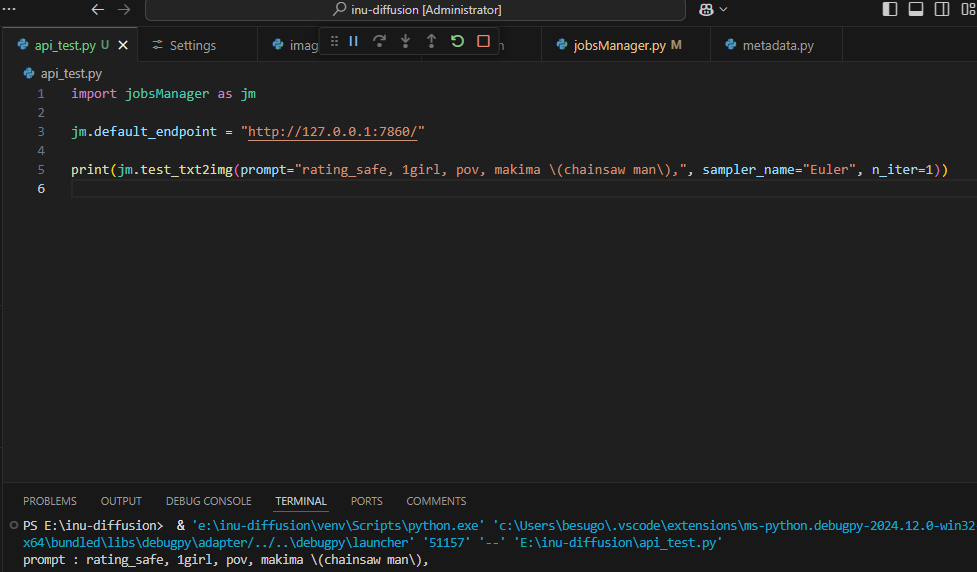 inu-diffusion [Administrator]
api_test.py U Settings imag jobsManager.py M metadata.py
api_test.py
1 import jobsManager as jm
2
3 jm.default_endpoint = "http://127.0.0.1:7860/"
4
5 print(jm.test_txt2img(prompt="rating_safe, 1girl, pov, makima \(chainsaw man\),", sampler_name="Euler", n_iter=1))
6
PROBLEMS OUTPUT DEBUG CONSOLE TERMINAL PORTS COMMENTS
PS E:\inu-diffusion> & 'e:\inu-diffusion\venv\Scripts\python.exe' 'c:\Users\besugo\.vscode\extensions\ms-python.debugpy-2024.12.0-win32
x64\bundled\libs\debugpy\adapter/../..\debugpy\launcher' '51157' '--' 'E:\inu-diffusion\api_test.py'
prompt : rating_safe, 1girl, pov, makima \(chainsaw man\),